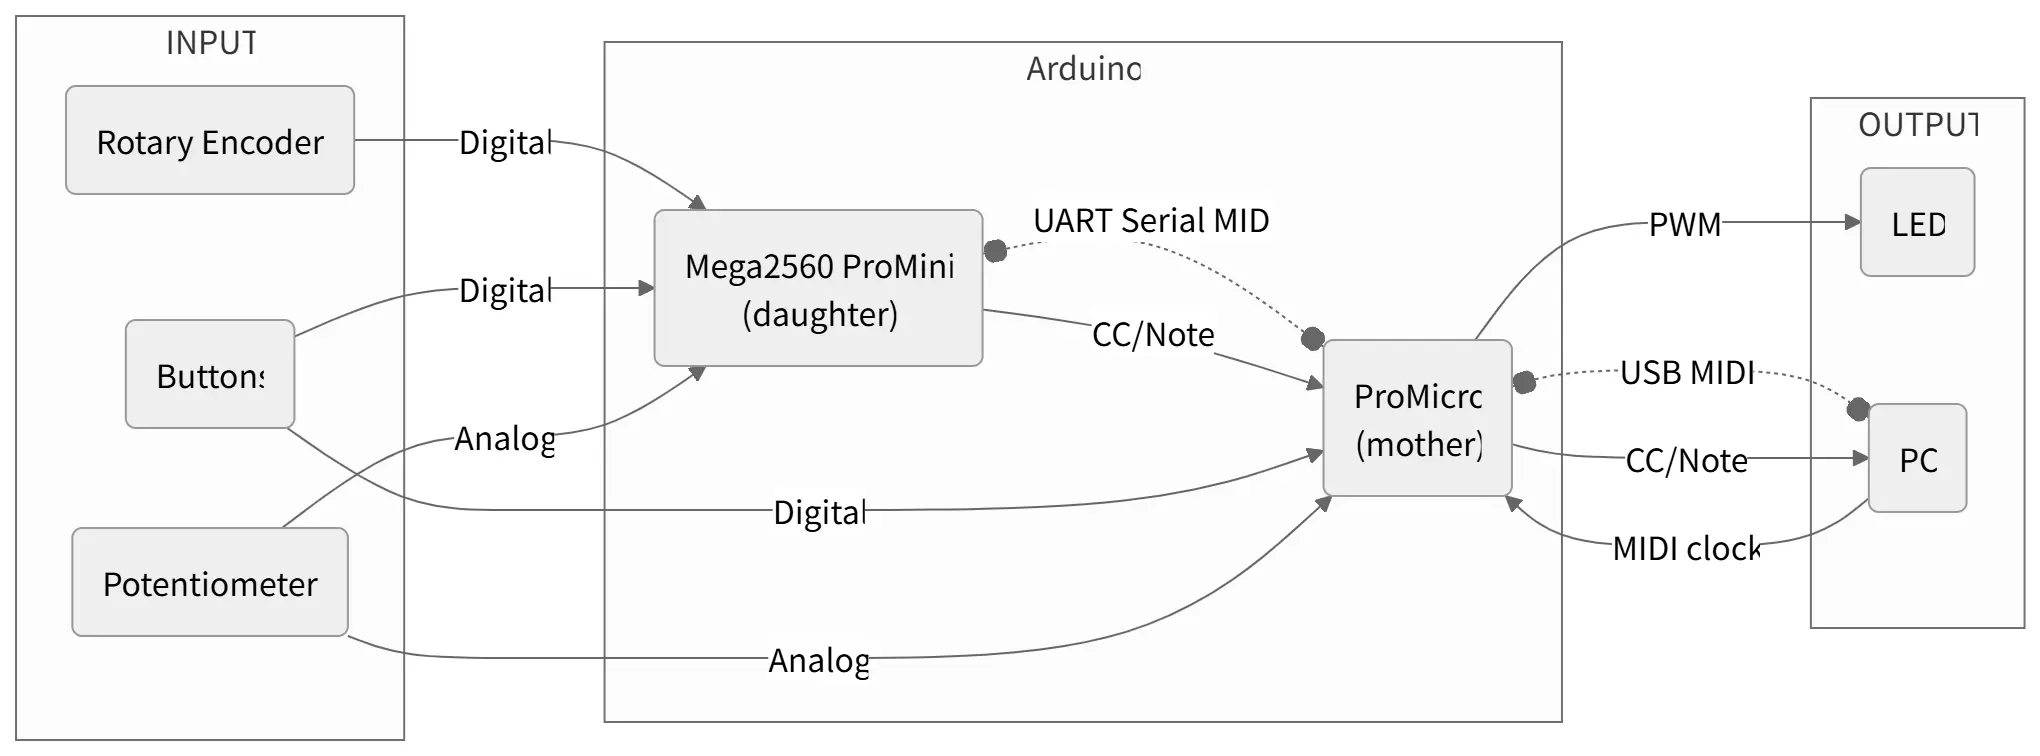 INPUT
Rotary Encoder
Buttons
Potentiometer
Digital
Digital
Analog
Digital
Analog
Arduino
Mega2560 ProMini
(daughter)
UART Serial MID
CC/Note
ProMicro
(mother)
PWM
USB MIDI
CC/Note
MIDI clock
OUTPUT
LED
PC